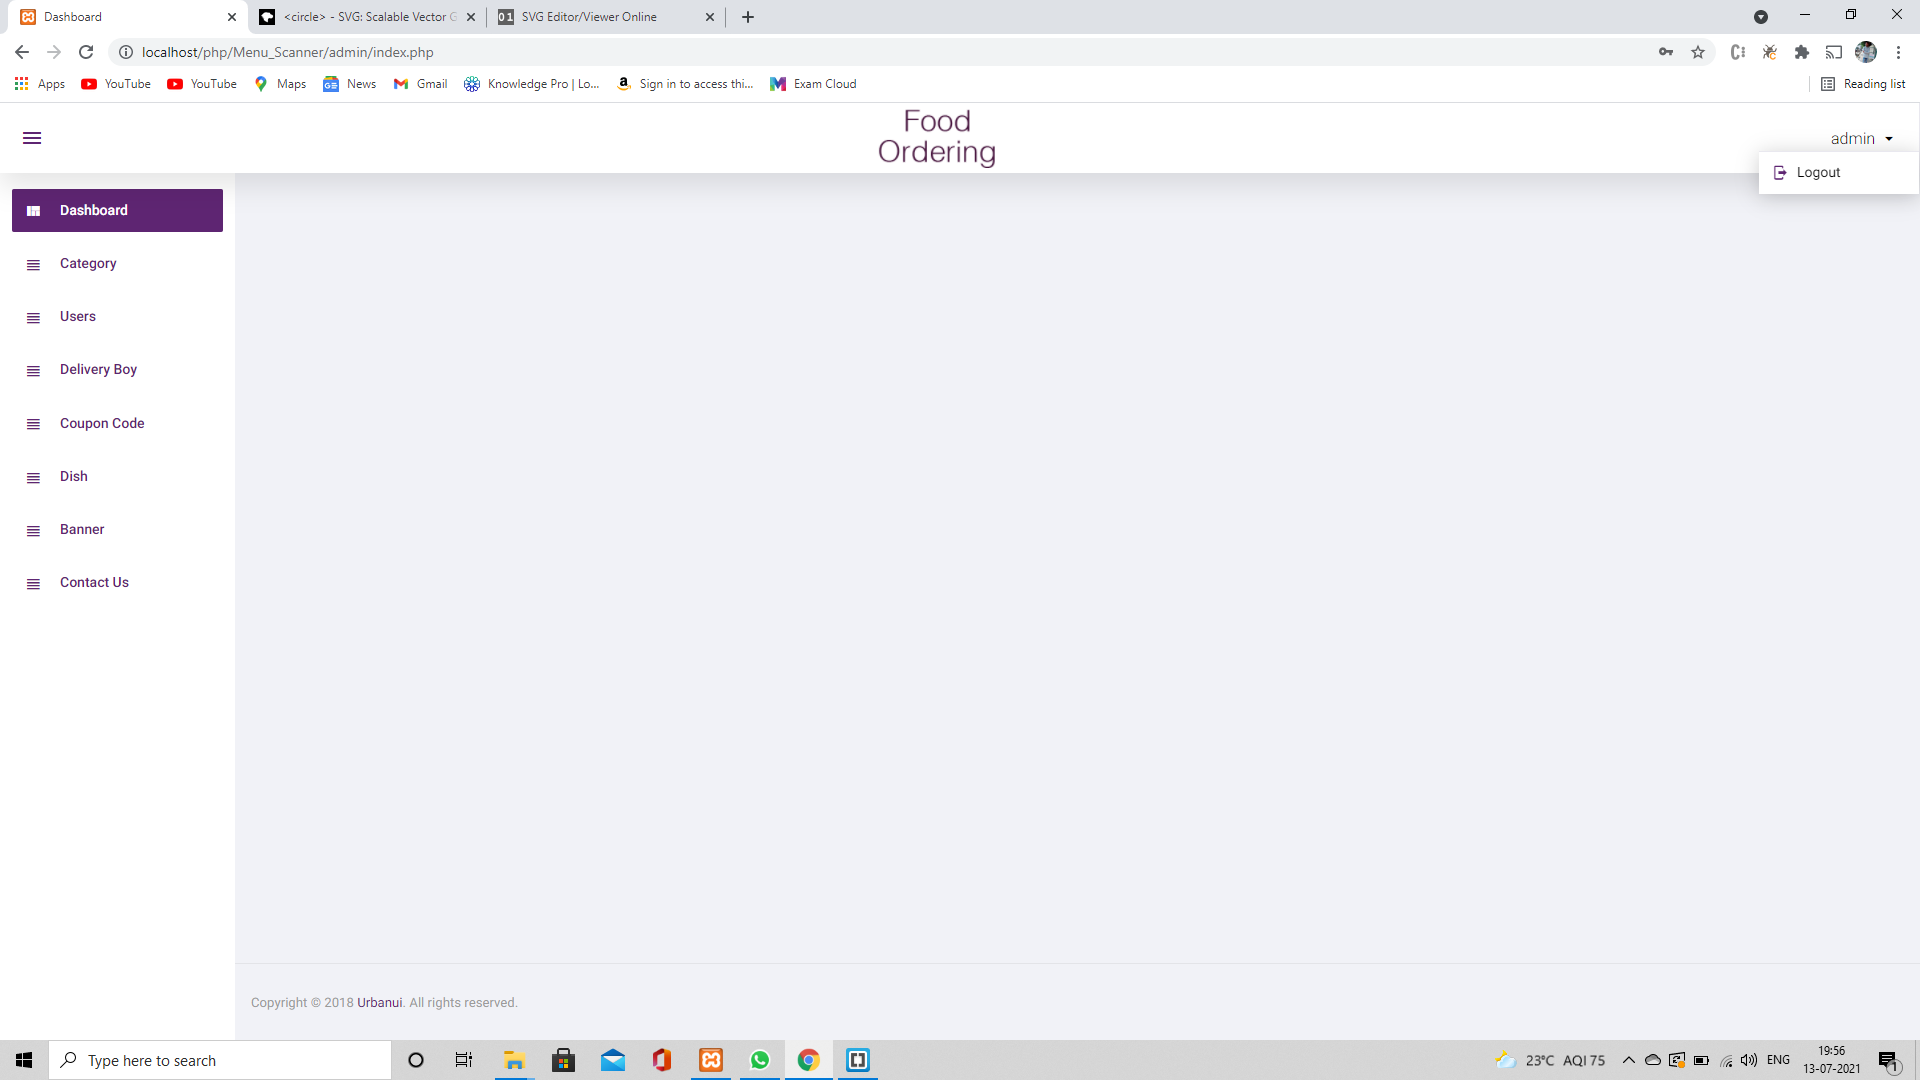 Dashboard
<circle> - SVG: Scalable Vector G
SVG Editor/Viewer Online
localhost/php/Menu_Scanner/admin/index.php
Apps
YouTube
YouTube
Maps
News
Gmail
Knowledge Pro | Lo...
Sign in to access thi...
Exam Cloud
Reading list
Food
Ordering
admin
Logout
Dashboard
Category
Users
Delivery Boy
Coupon Code
Dish
Banner
Contact Us
Copyright © 2018 Urbanui. All rights reserved.
Type here to search
23°C AQI 75
ENG
19:56
13-07-2021
1